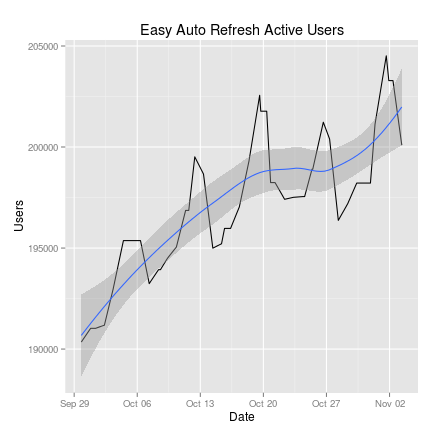 Easy Auto Refresh Active Users
Users
205000
200000
195000
190000
Sep 29 Oct 06 Oct 13 Oct 20 Oct 27 Nov 02
Date